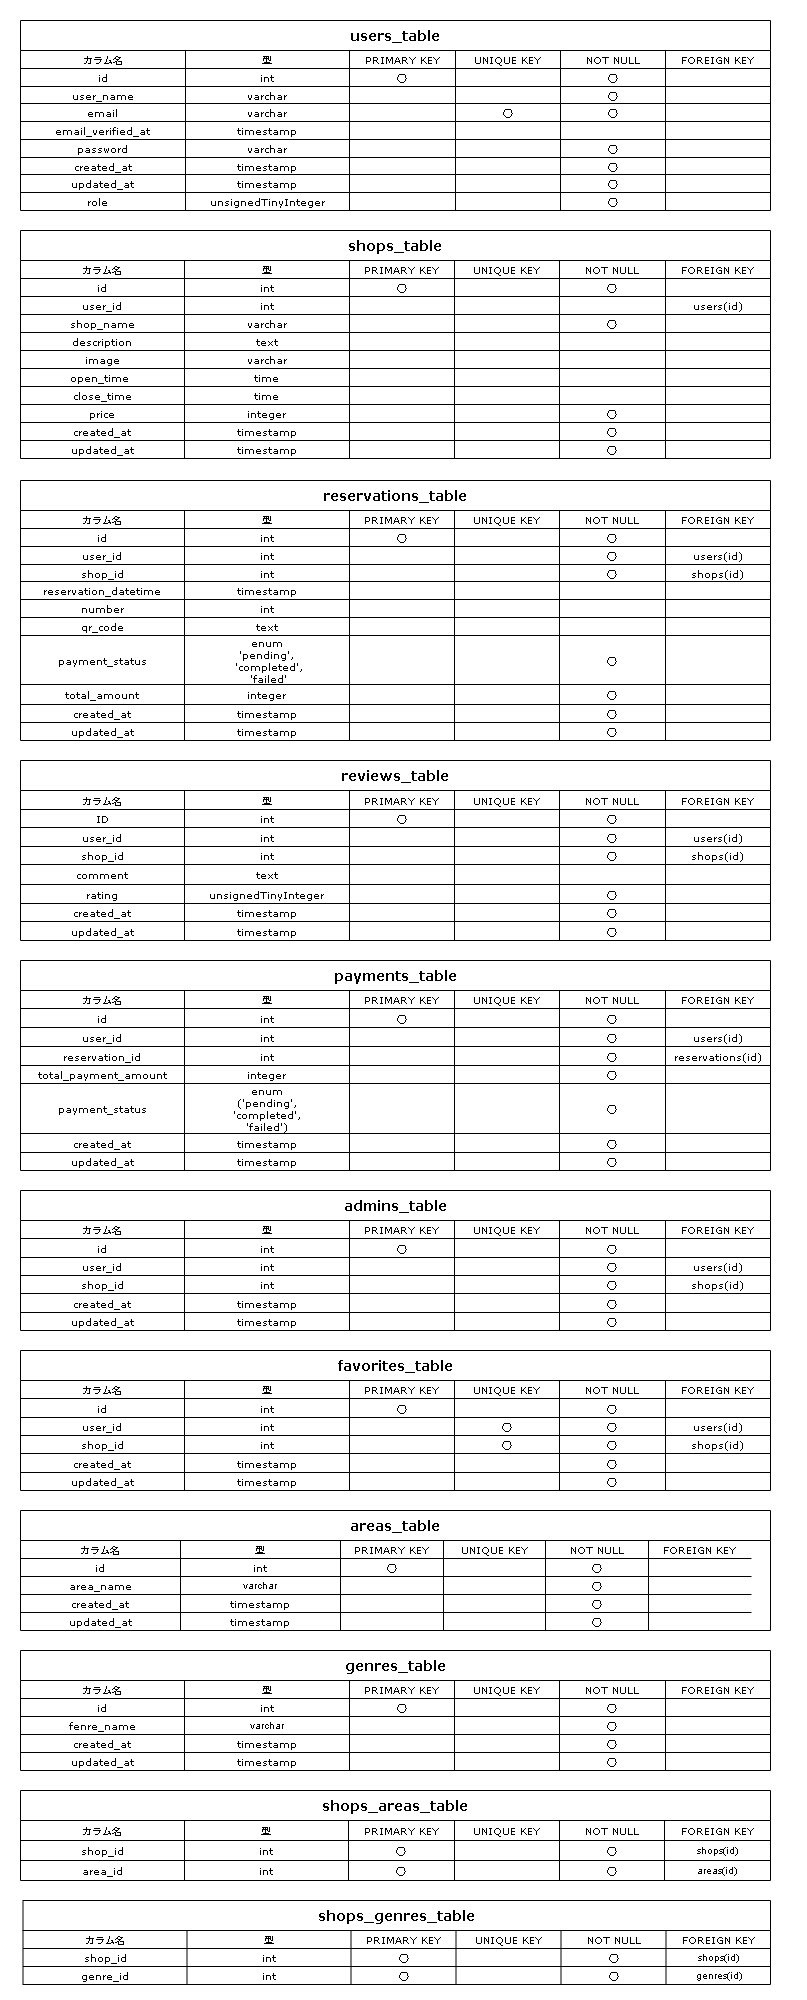 users_table
カラム名 型 PRIMARY KEY UNIQUE KEY NOT NULL FOREIGN KEY
id int ○ ○
user_name varchar ○
email varchar ○ ○
email_verified_at timestamp
password varchar ○
created_at timestamp ○
updated_at timestamp ○
role unsignedTinyInteger ○
shops_table
カラム名 型 PRIMARY KEY UNIQUE KEY NOT NULL FOREIGN KEY
id int ○ ○
user_id int users(id)
shop_name varchar ○
description text
image varchar
open_time time
close_time time
price integer ○
created_at timestamp ○
updated_at timestamp ○
reservations_table
カラム名 型 PRIMARY KEY UNIQUE KEY NOT NULL FOREIGN KEY
id int ○ ○
user_id int ○ users(id)
shop_id int ○ shops(id)
reservation_datetime timestamp
number int
qr_code text
payment_status enum
'pending',
'completed',
'failed' ○
total_amount integer ○
created_at timestamp ○
updated_at timestamp ○
reviews_table
カラム名 型 PRIMARY KEY UNIQUE KEY NOT NULL FOREIGN KEY
ID int ○ ○
user_id int ○ users(id)
shop_id int ○ shops(id)
comment text
rating unsignedTinyInteger ○
created_at timestamp ○
updated_at timestamp ○
payments_table
カラム名 型 PRIMARY KEY UNIQUE KEY NOT NULL FOREIGN KEY
id int ○ ○
user_id int ○ users(id)
reservation_id int ○ reservations(id)
total_payment_amount integer ○
payment_status enum
('pending',
'completed',
'failed') ○
created_at timestamp ○
updated_at timestamp ○
admins_table
カラム名 型 PRIMARY KEY UNIQUE KEY NOT NULL FOREIGN KEY
id int ○ ○
user_id int ○ users(id)
shop_id int ○ shops(id)
created_at timestamp ○
updated_at timestamp ○
favorites_table
カラム名 型 PRIMARY KEY UNIQUE KEY NOT NULL FOREIGN KEY
id int ○ ○
user_id int ○ ○ users(id)
shop_id int ○ ○ shops(id)
created_at timestamp ○
updated_at timestamp ○
areas_table
カラム名 型 PRIMARY KEY UNIQUE KEY NOT NULL FOREIGN KEY
id int ○ ○
area_name varchar ○
created_at timestamp ○
updated_at timestamp ○
genres_table
カラム名 型 PRIMARY KEY UNIQUE KEY NOT NULL FOREIGN KEY
id int ○ ○
fenre_name varchar ○
created_at timestamp ○
updated_at timestamp ○
shops_areas_table
カラム名 型 PRIMARY KEY UNIQUE KEY NOT NULL FOREIGN KEY
shop_id int ○ ○ shops(id)
area_id int ○ ○ areas(id)
shops_genres_table
カラム名 型 PRIMARY KEY UNIQUE KEY NOT NULL FOREIGN KEY
shop_id int ○ ○ shops(id)
genre_id int ○ ○ genres(id)